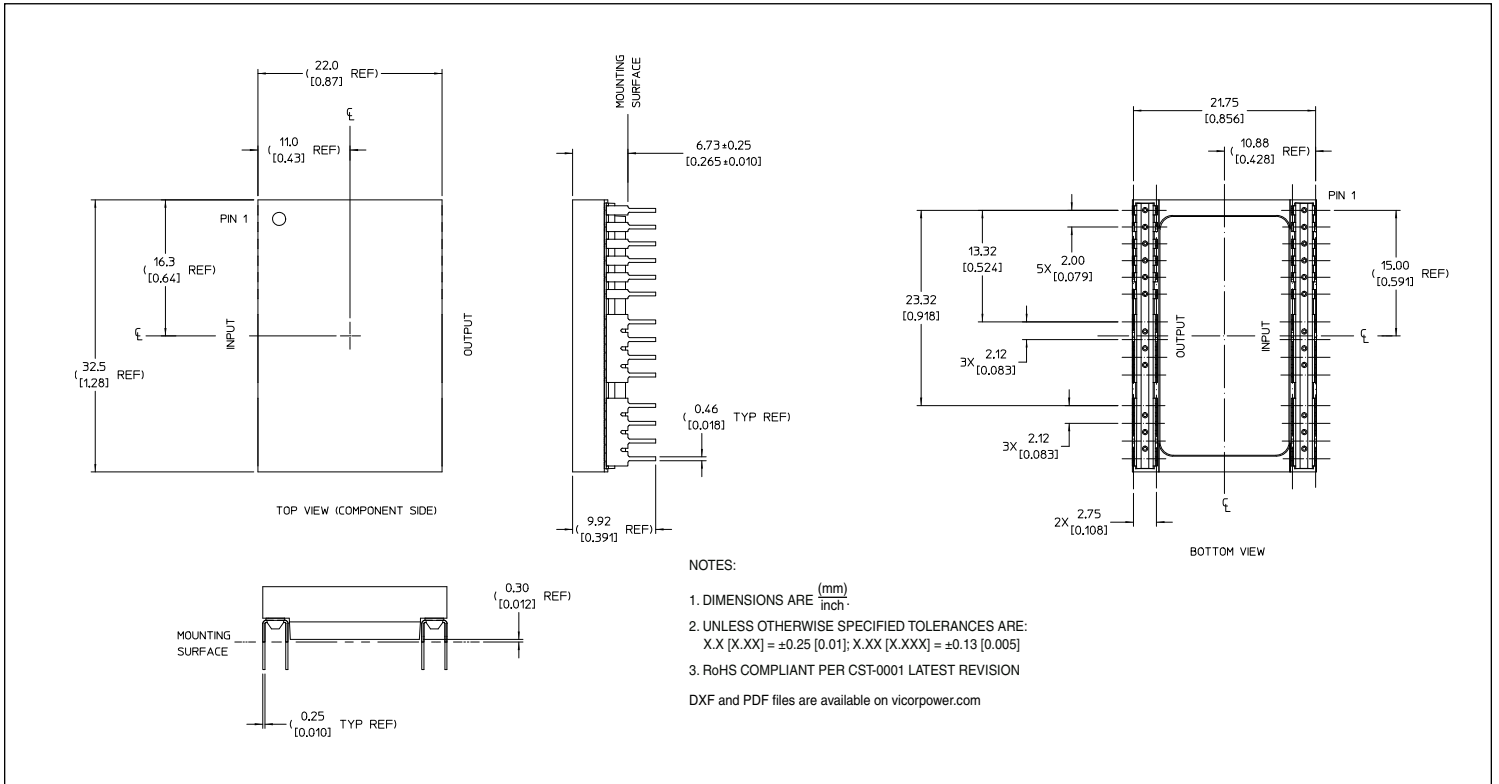 22.0
( [0.87] REF)
℄
11.0
( [0.43] REF)
PIN 1
16.3
( [0.64] REF)
℄
INPUT
OUTPUT
32.5
( [1.28] REF)
TOP VIEW (COMPONENT SIDE)
MOUNTING
SURFACE
6.73±0.25
[0.265±0.010]
0.46
( [0.018] TYP REF)
9.92
( [0.391] REF)
21.75
[0.856]
10.88
( [0.428] REF)
PIN 1
13.32
[0.524]
5X 2.00
[0.079]
15.00
( [0.591] REF)
23.32
[0.918]
OUTPUT
INPUT
℄
3X 2.12
[0.083]
3X 2.12
[0.083]
℄
2X 2.75
[0.108]
BOTTOM VIEW
0.30
( [0.012] REF)
MOUNTING
SURFACE
0.25
( [0.010] TYP REF)
NOTES:
1. DIMENSIONS ARE (mm)
inch.
2. UNLESS OTHERWISE SPECIFIED TOLERANCES ARE:
X.X [X.XX] = ±0.25 [0.01]; X.XX [X.XXX] = ±0.13 [0.005]
3. RoHS COMPLIANT PER CST-0001 LATEST REVISION
DXF and PDF files are available on vicorpower.com